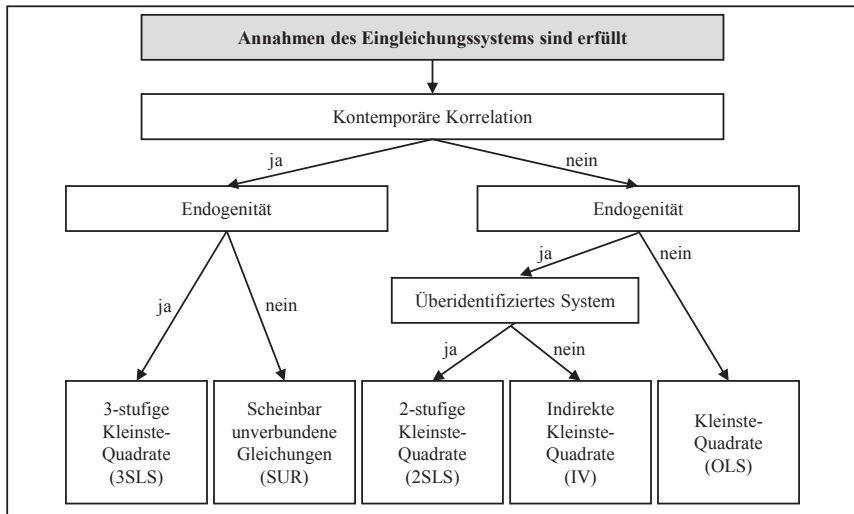 Annahmen des Eingleichungssystems sind erfüllt
Kontemporäre Korrelation
ja
nein
Endogenität
Endogenität
ja
nein
Überidentifiziertes System
ja
nein
ja
nein
3-stufige
Kleinste-
Quadrate
(3SLS)
Scheinbar
unverbundene
Gleichungen
(SUR)
2-stufige
Kleinste-
Quadrate
(2SLS)
Indirekte
Kleinste-
Quadrate
(IV)
Kleinste-
Quadrate
(OLS)